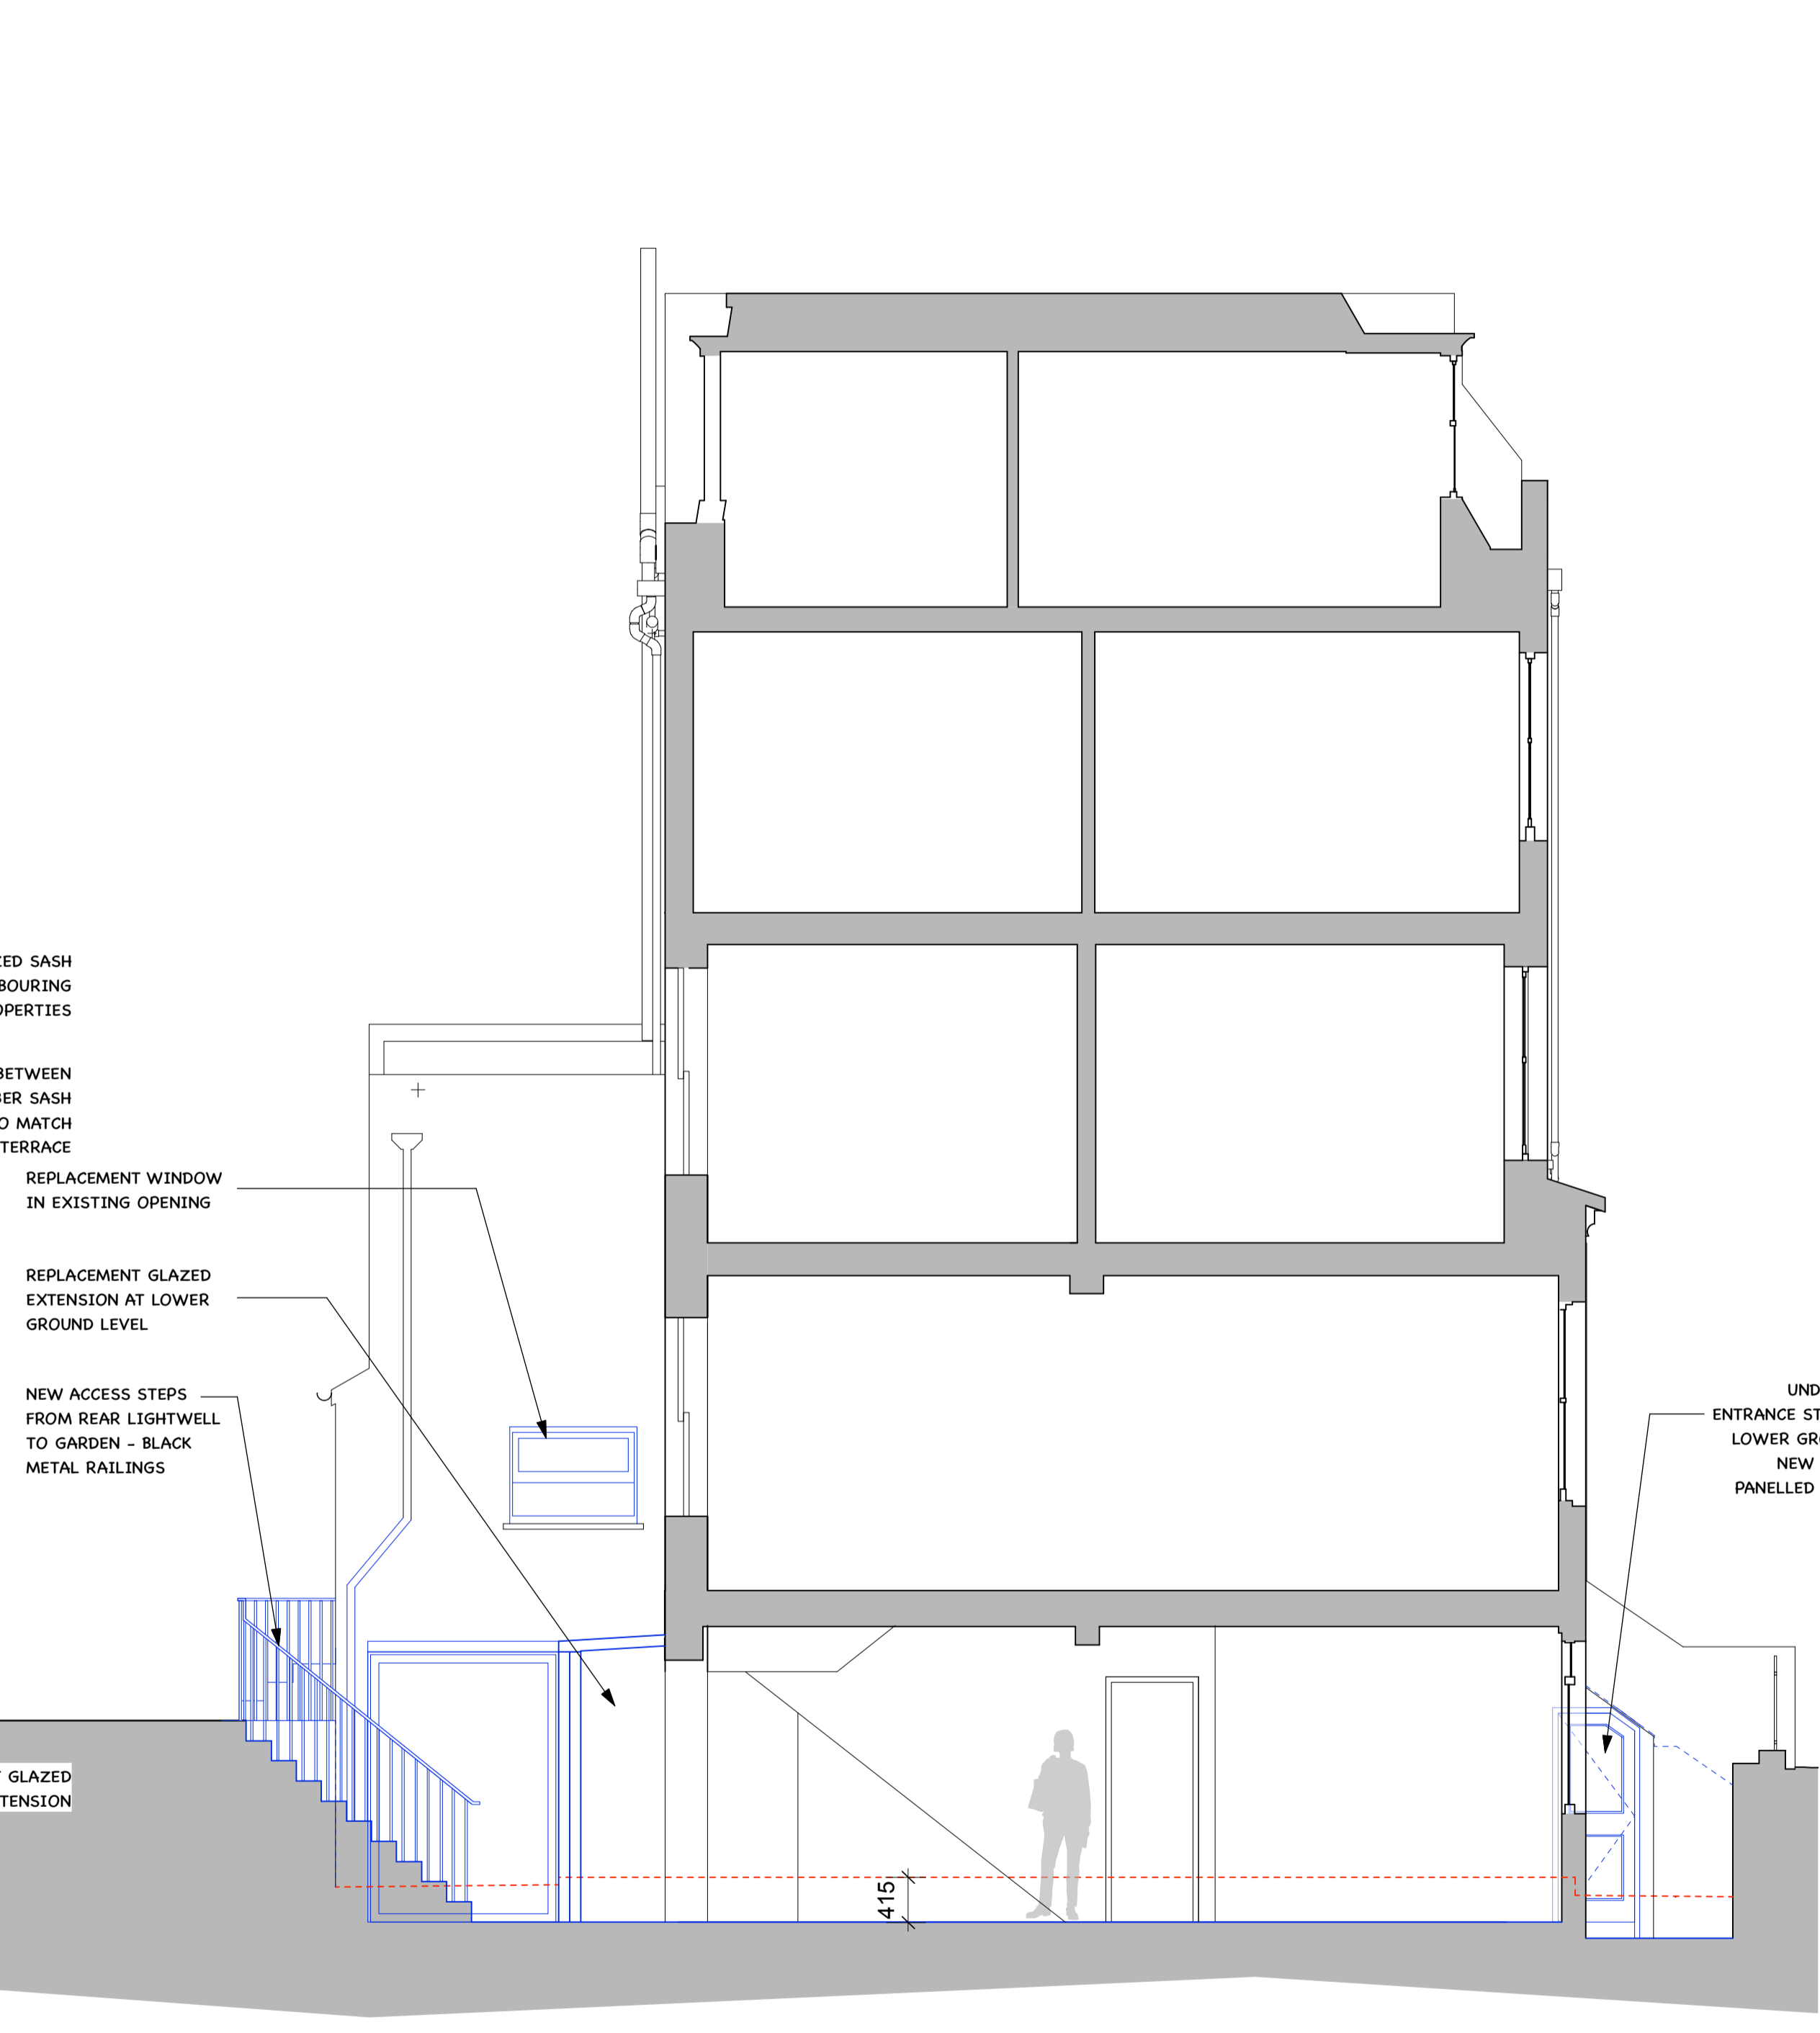 ZED SASH
BOURING
OPERTIES
BETWEEN
BER SASH
O MATCH
TERRACE
REPLACEMENT WINDOW
IN EXISTING OPENING
REPLACEMENT GLAZED
EXTENSION AT LOWER
GROUND LEVEL
NEW ACCESS STEPS
FROM REAR LIGHTWELL
TO GARDEN - BLACK
METAL RAILINGS
GLAZED
TENSION
415
UND
ENTRANCE ST
LOWER GR
NEW
PANELLED